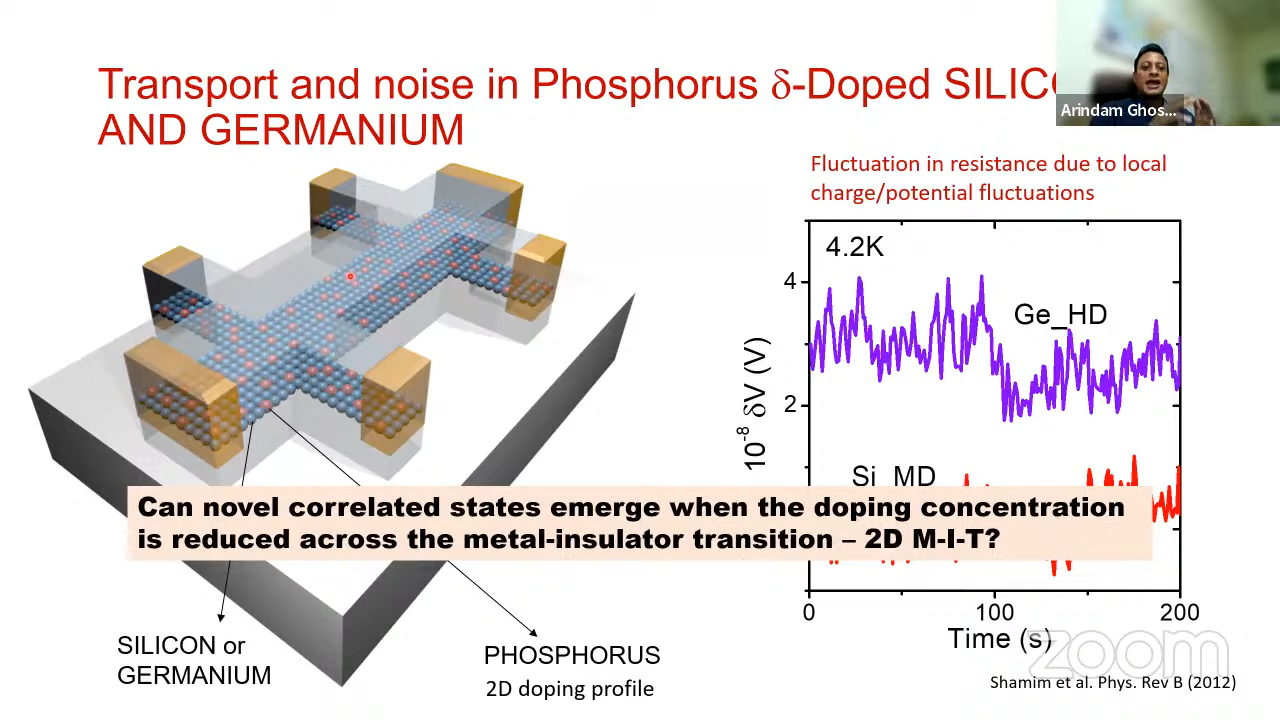 Transport and noise in Phosphorus δ-Doped SILICO
AND GERMANIUM
Arindam Ghos...
Fluctuation in resistance due to local
charge/potential fluctuations
4.2K
4
Ge_HD
2
10⁻⁸ δV (V)
Si_MD
Can novel correlated states emerge when the doping concentration
is reduced across the metal-insulator transition – 2D M-I-T?
0
100
200
Time (s)
SILICON or
GERMANIUM
PHOSPHORUS
2D doping profile
zoom
Shamim et al. Phys. Rev B (2012)